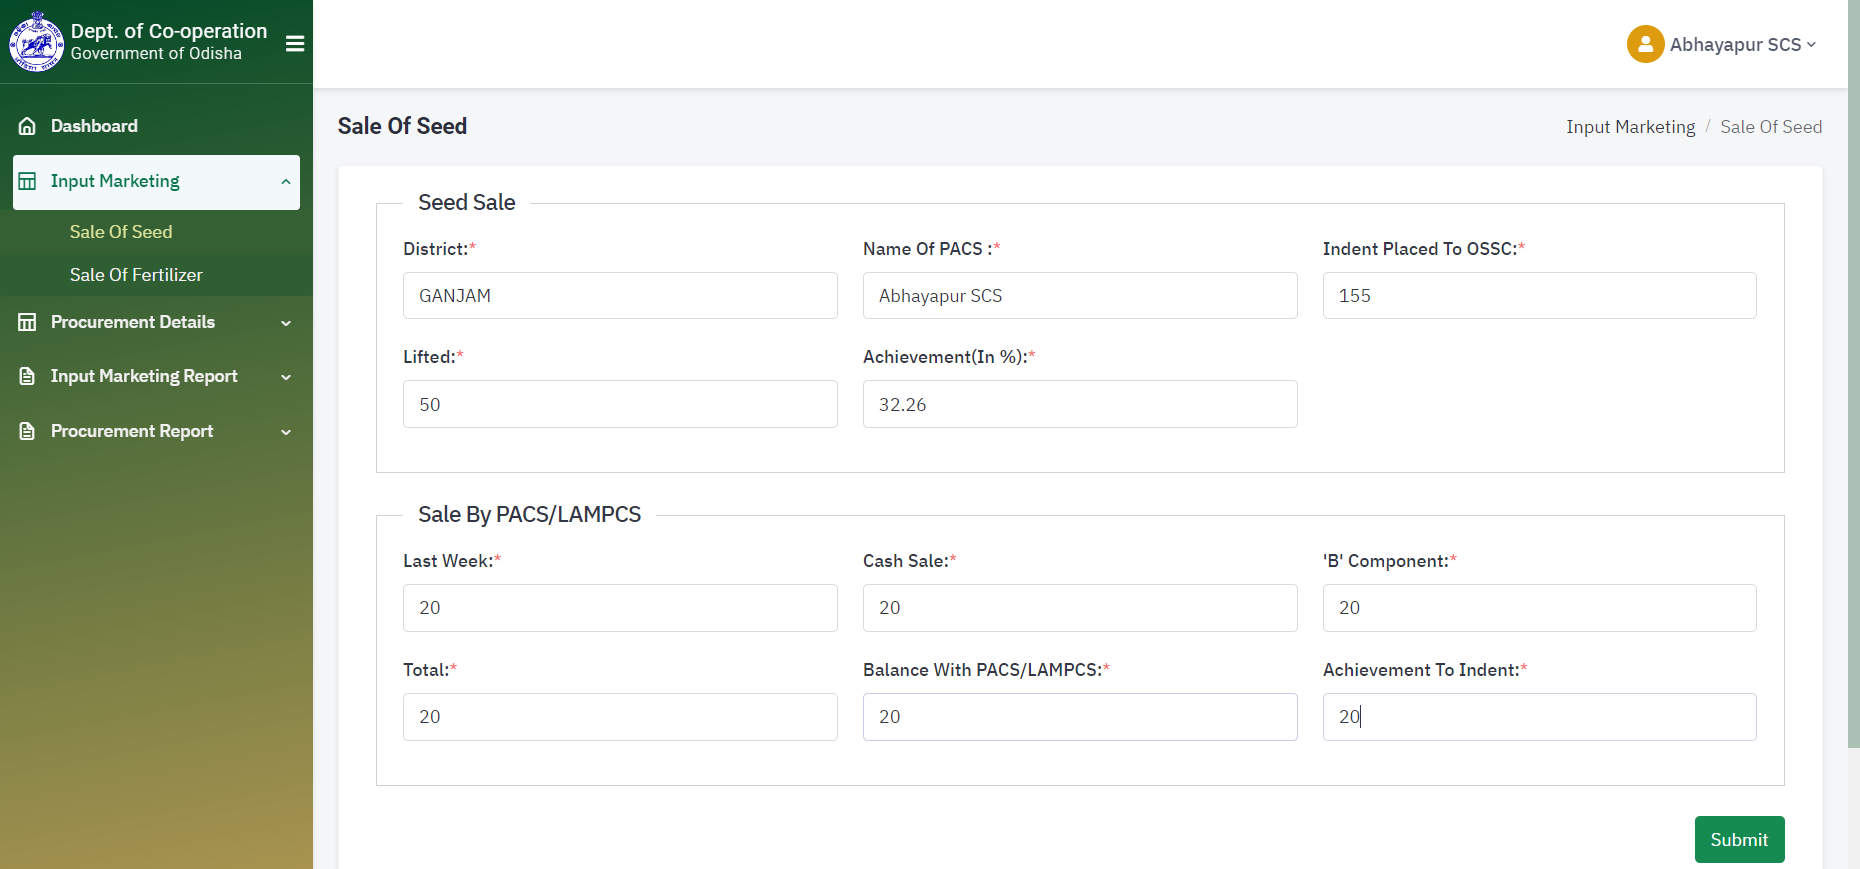 Dept. of Co-operation
Government of Odisha
Abhayapur SCS
Dashboard
Input Marketing
Sale Of Seed
Sale Of Fertilizer
Procurement Details
Input Marketing Report
Procurement Report
Sale Of Seed
Input Marketing / Sale Of Seed
Seed Sale
District:* Name Of PACS :* Indent Placed To OSSC:*
GANJAM Abhayapur SCS 155
Lifted:* Achievement(In %):*
50 32.26
Sale By PACS/LAMPCS
Last Week:* Cash Sale:* 'B' Component:*
20 20 20
Total:* Balance With PACS/LAMPCS:* Achievement To Indent:*
20 20 20
Submit